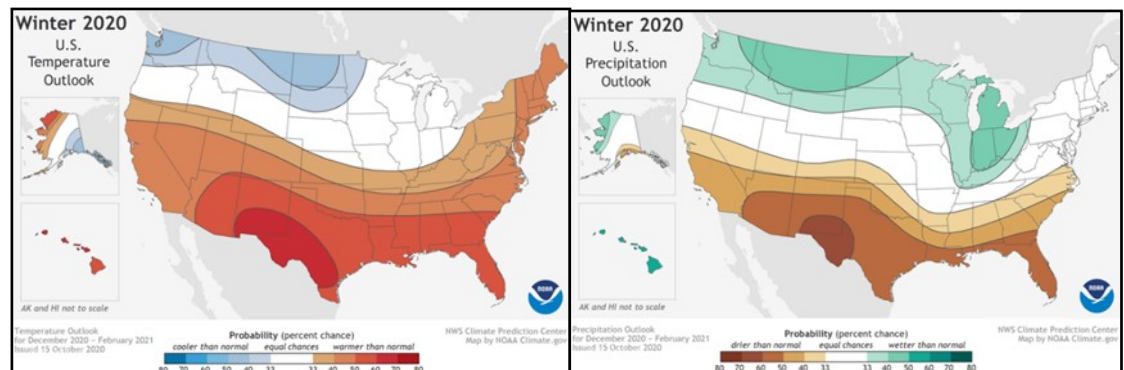 Winter 2020
U.S.
Temperature
Outlook
AK and HI not to scale
NOAA
Temperature Outlook
for December 2020 - February 2021
Issued 15 October 2020
Probability (percent chance)
cooler than normal equal chances warmer than normal
80 70 60 50 40 33 33 40 50 60 70 80
NWS Climate Prediction Center
Map by NOAA Climate.gov
Winter 2020
U.S.
Precipitation
Outlook
AK and HI not to scale
NOAA
Precipitation Outlook
for December 2020 - February 2021
Issued 15 October 2020
Probability (percent chance)
drier than normal equal chances wetter than normal
80 70 60 50 40 33 33 40 50 60 70 80
NWS Climate Prediction Center
Map by NOAA Climate.gov